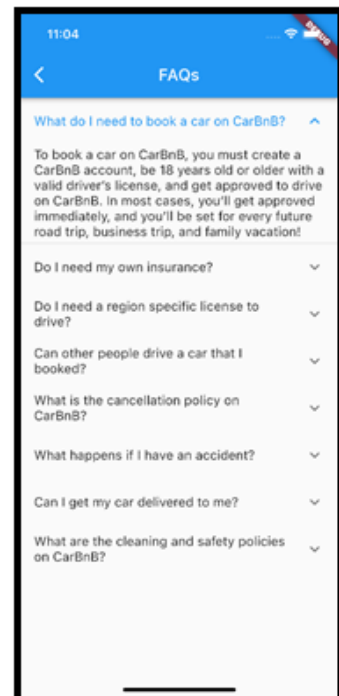 11:04
DEBUG
FAQs
What do I need to book a car on CarBnB?
To book a car on CarBnB, you must create a
CarBnB account, be 18 years old or older with a
valid driver's license, and get approved to drive
on CarBnB. In most cases, you'll get approved
immediately, and you'll be set for every future
road trip, business trip, and family vacation!
Do I need my own insurance?
Do I need a region specific license to
drive?
Can other people drive a car that I
booked?
What is the cancellation policy on
CarBnB?
What happens if I have an accident?
Can I get my car delivered to me?
What are the cleaning and safety policies
on CarBnB?